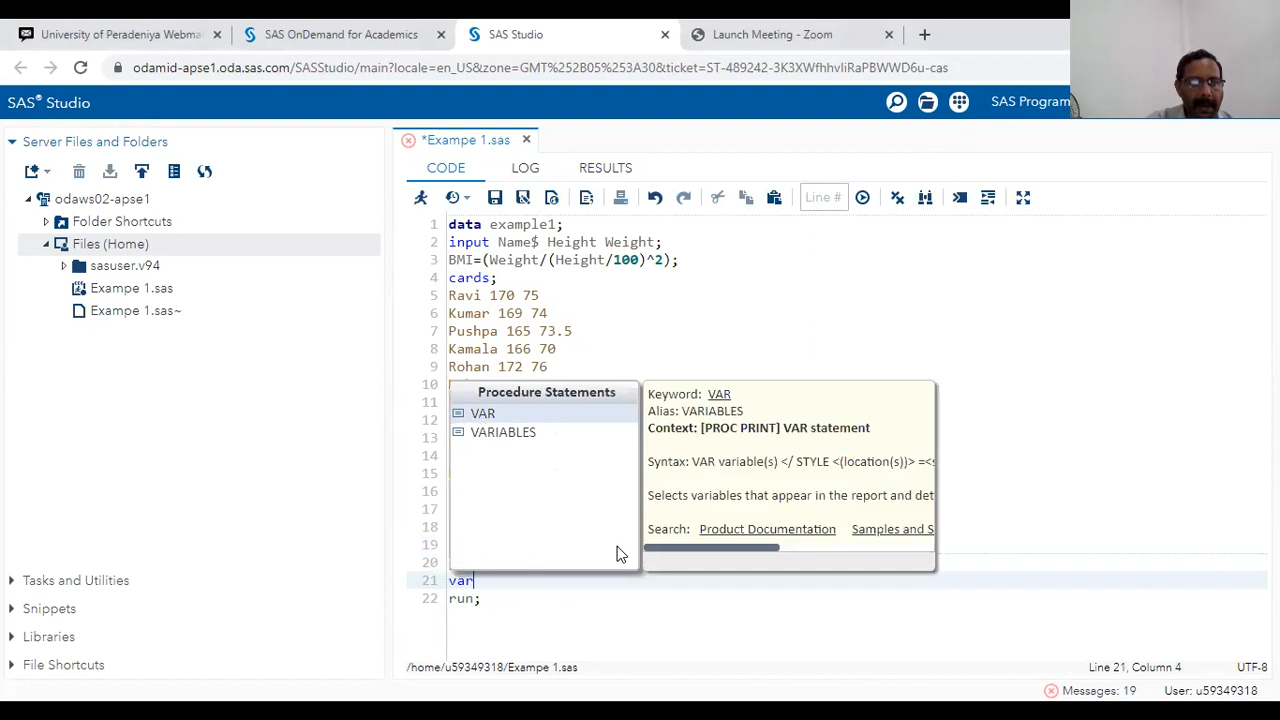 University of Peradeniya Webma
SAS OnDemand for Academics
SAS Studio
Launch Meeting - Zoom
odamid-apse1.oda.sas.com/SASStudio/main?locale=en_US&zone=GMT%252B05%253A30&ticket=ST-489242-3K3XWfhhvIiRaPBWWD6u-cas
SAS® Studio
SAS Program
Server Files and Folders
*Exampe 1.sas
CODE LOG RESULTS
odaws02-apse1
Folder Shortcuts
Files (Home)
sasuser.v94
Exampe 1.sas
Exampe 1.sas~
Tasks and Utilities
Snippets
Libraries
File Shortcuts
Line #
1 data example1;
2 input Name$ Height Weight;
3 BMI=(Weight/(Height/100)^2);
4 cards;
5 Ravi 170 75
6 Kumar 169 74
7 Pushpa 165 73.5
8 Kamala 166 70
9 Rohan 172 76
10
11
12
13
14
15
16
17
18
19
20
21 var
22 run;
Procedure Statements
VAR
VARIABLES
Keyword: VAR
Alias: VARIABLES
Context: [PROC PRINT] VAR statement
Syntax: VAR variable(s) </ STYLE <(location(s))> =<s
Selects variables that appear in the report and det
Search: Product Documentation Samples and S
/home/u59349318/Exampe 1.sas
Line 21, Column 4
UTF-8
Messages: 19
User: u59349318